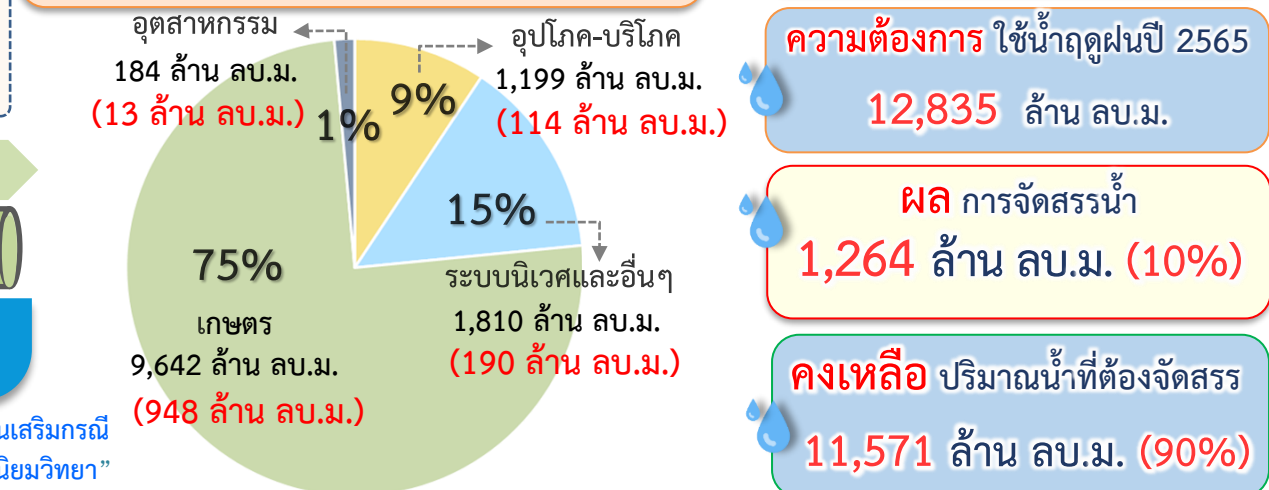 อุตสาหกรรม
184 ล้าน ลบ.ม.
(13 ล้าน ลบ.ม.)
1%
9%
อุปโภค-บริโภค
1,199 ล้าน ลบ.ม.
(114 ล้าน ลบ.ม.)
15%
ระบบนิเวศและอื่นๆ
1,810 ล้าน ลบ.ม.
(190 ล้าน ลบ.ม.)
75%
เกษตร
9,642 ล้าน ลบ.ม.
(948 ล้าน ลบ.ม.)
นเสริมกรณี
นิยมวิทยา”
ความต้องการ ใช้น้ำฤดูฝนปี 2565
12,835 ล้าน ลบ.ม.
ผล การจัดสรรน้ำ
1,264 ล้าน ลบ.ม. (10%)
คงเหลือ ปริมาณน้ำที่ต้องจัดสรร
11,571 ล้าน ลบ.ม. (90%)